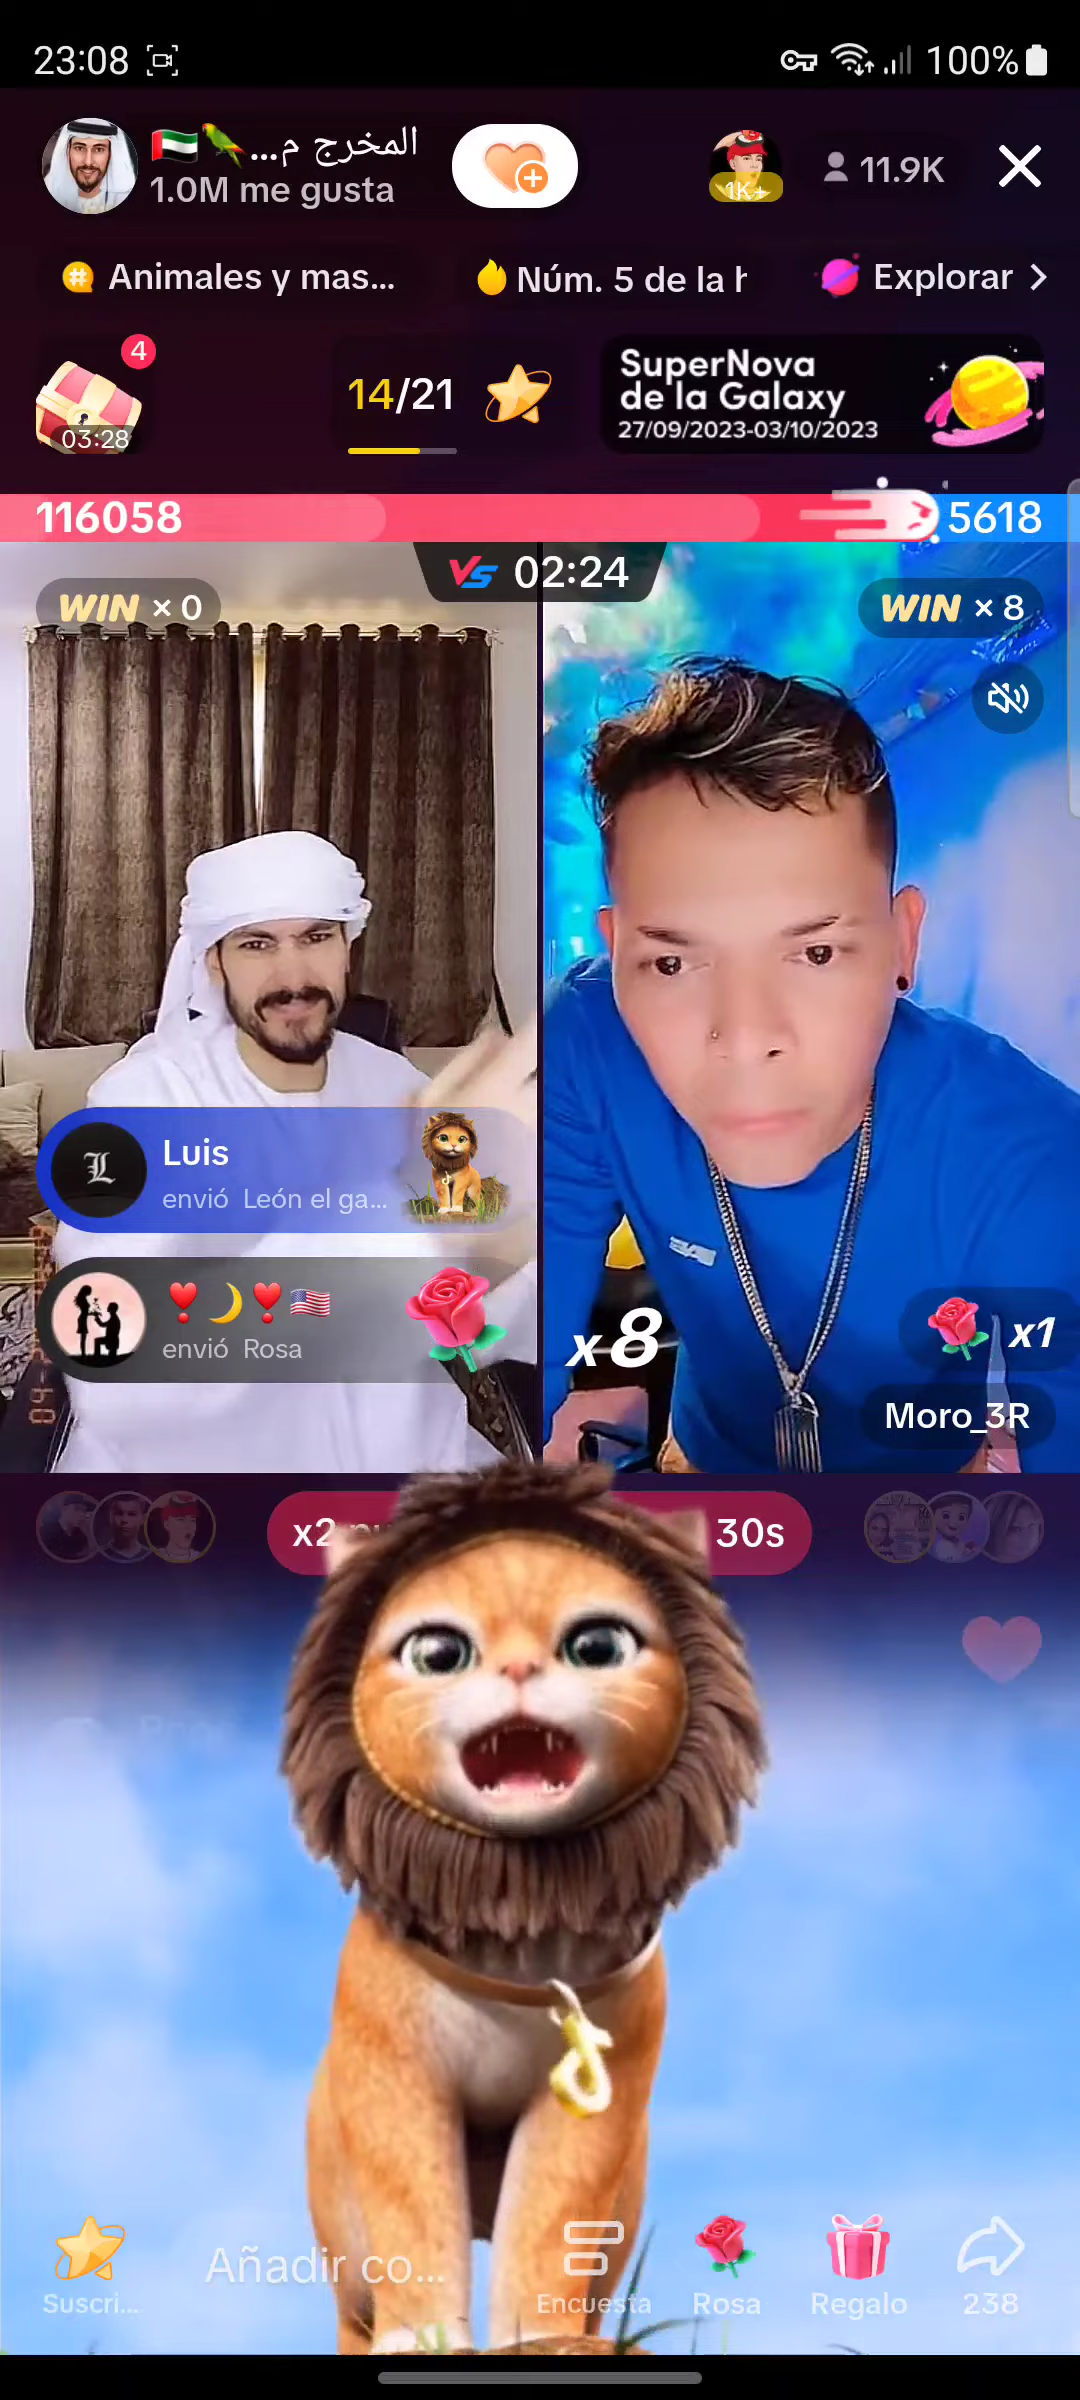 23:08
100%
المخرج م...
1.0M me gusta
1K+
11.9K
Animales y mas...
Núm. 5 de la h
Explorar
4
03:28
14/21
SuperNova
de la Galaxy
27/09/2023-03/10/2023
116058
5618
VS 02:24
WIN × 0
WIN × 8
L
Luis
envió León el ga...
envió Rosa
x8
x1
Moro_3R
x2
30s
Añadir co...
Suscri...
Encuesta
Rosa
Regalo
238